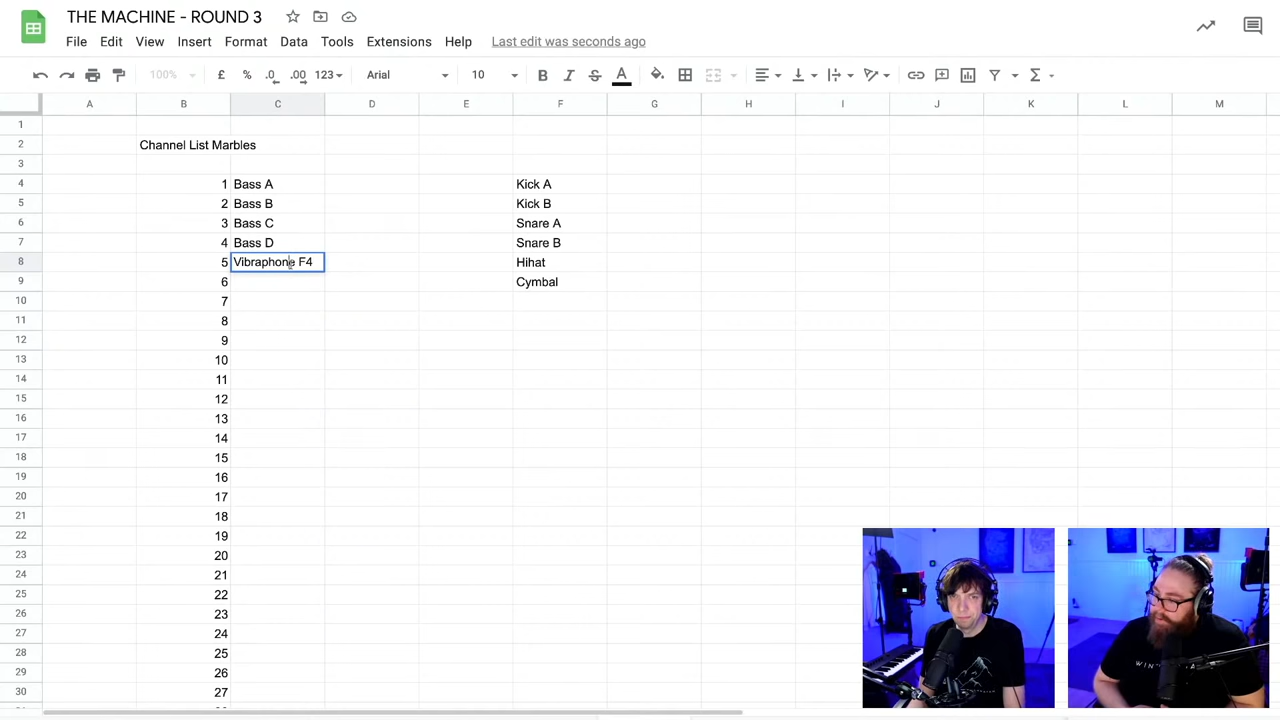 THE MACHINE - ROUND 3
File Edit View Insert Format Data Tools Extensions Help Last edit was seconds ago
100% £ % .0 .00 123 Arial 10 B I S A
A B C D E F G H I J K L M
1
2 Channel List Marbles
3
4 1 Bass A Kick A
5 2 Bass B Kick B
6 3 Bass C Snare A
7 4 Bass D Snare B
8 5 Vibraphone F4 Hihat
9 6 Cymbal
10 7
11 8
12 9
13 10
14 11
15 12
16 13
17 14
18 15
19 16
20 17
21 18
22 19
23 20
24 21
25 22
26 23
27 24
28 25
29 26
30 27